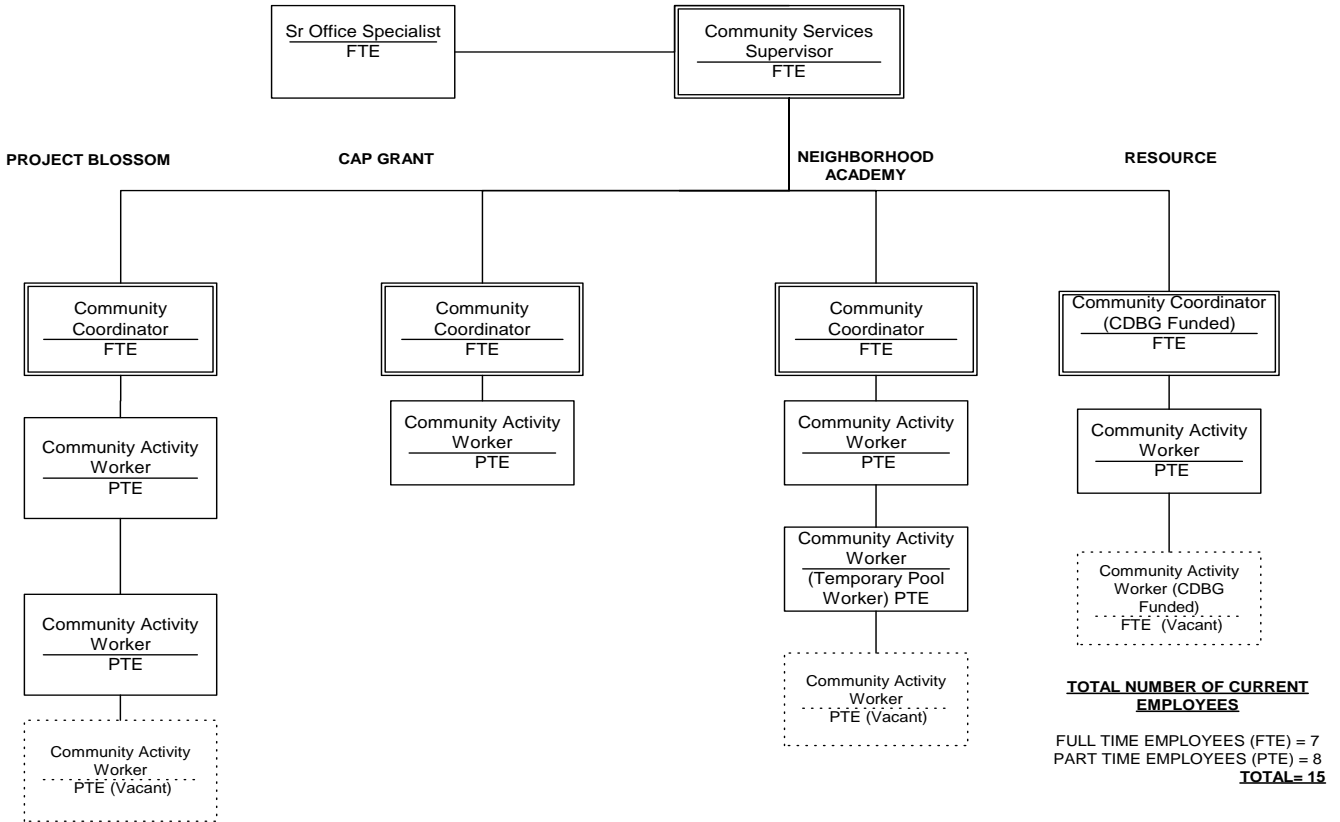 Sr Office Specialist
FTE
Community Services
Supervisor
FTE
PROJECT BLOSSOM
CAP GRANT
NEIGHBORHOOD
ACADEMY
RESOURCE
Community
Coordinator
FTE
Community Activity
Worker
PTE
Community Activity
Worker
PTE
Community Activity
Worker
PTE (Vacant)
Community
Coordinator
FTE
Community Activity
Worker
PTE
Community
Coordinator
FTE
Community Activity
Worker
PTE
Community Activity
Worker
(Temporary Pool
Worker) PTE
Community Activity
Worker
PTE (Vacant)
Community Coordinator
(CDBG Funded)
FTE
Community Activity
Worker
PTE
Community Activity
Worker (CDBG
Funded)
FTE (Vacant)
TOTAL NUMBER OF CURRENT
EMPLOYEES
FULL TIME EMPLOYEES (FTE) = 7
PART TIME EMPLOYEES (PTE) = 8
TOTAL= 15